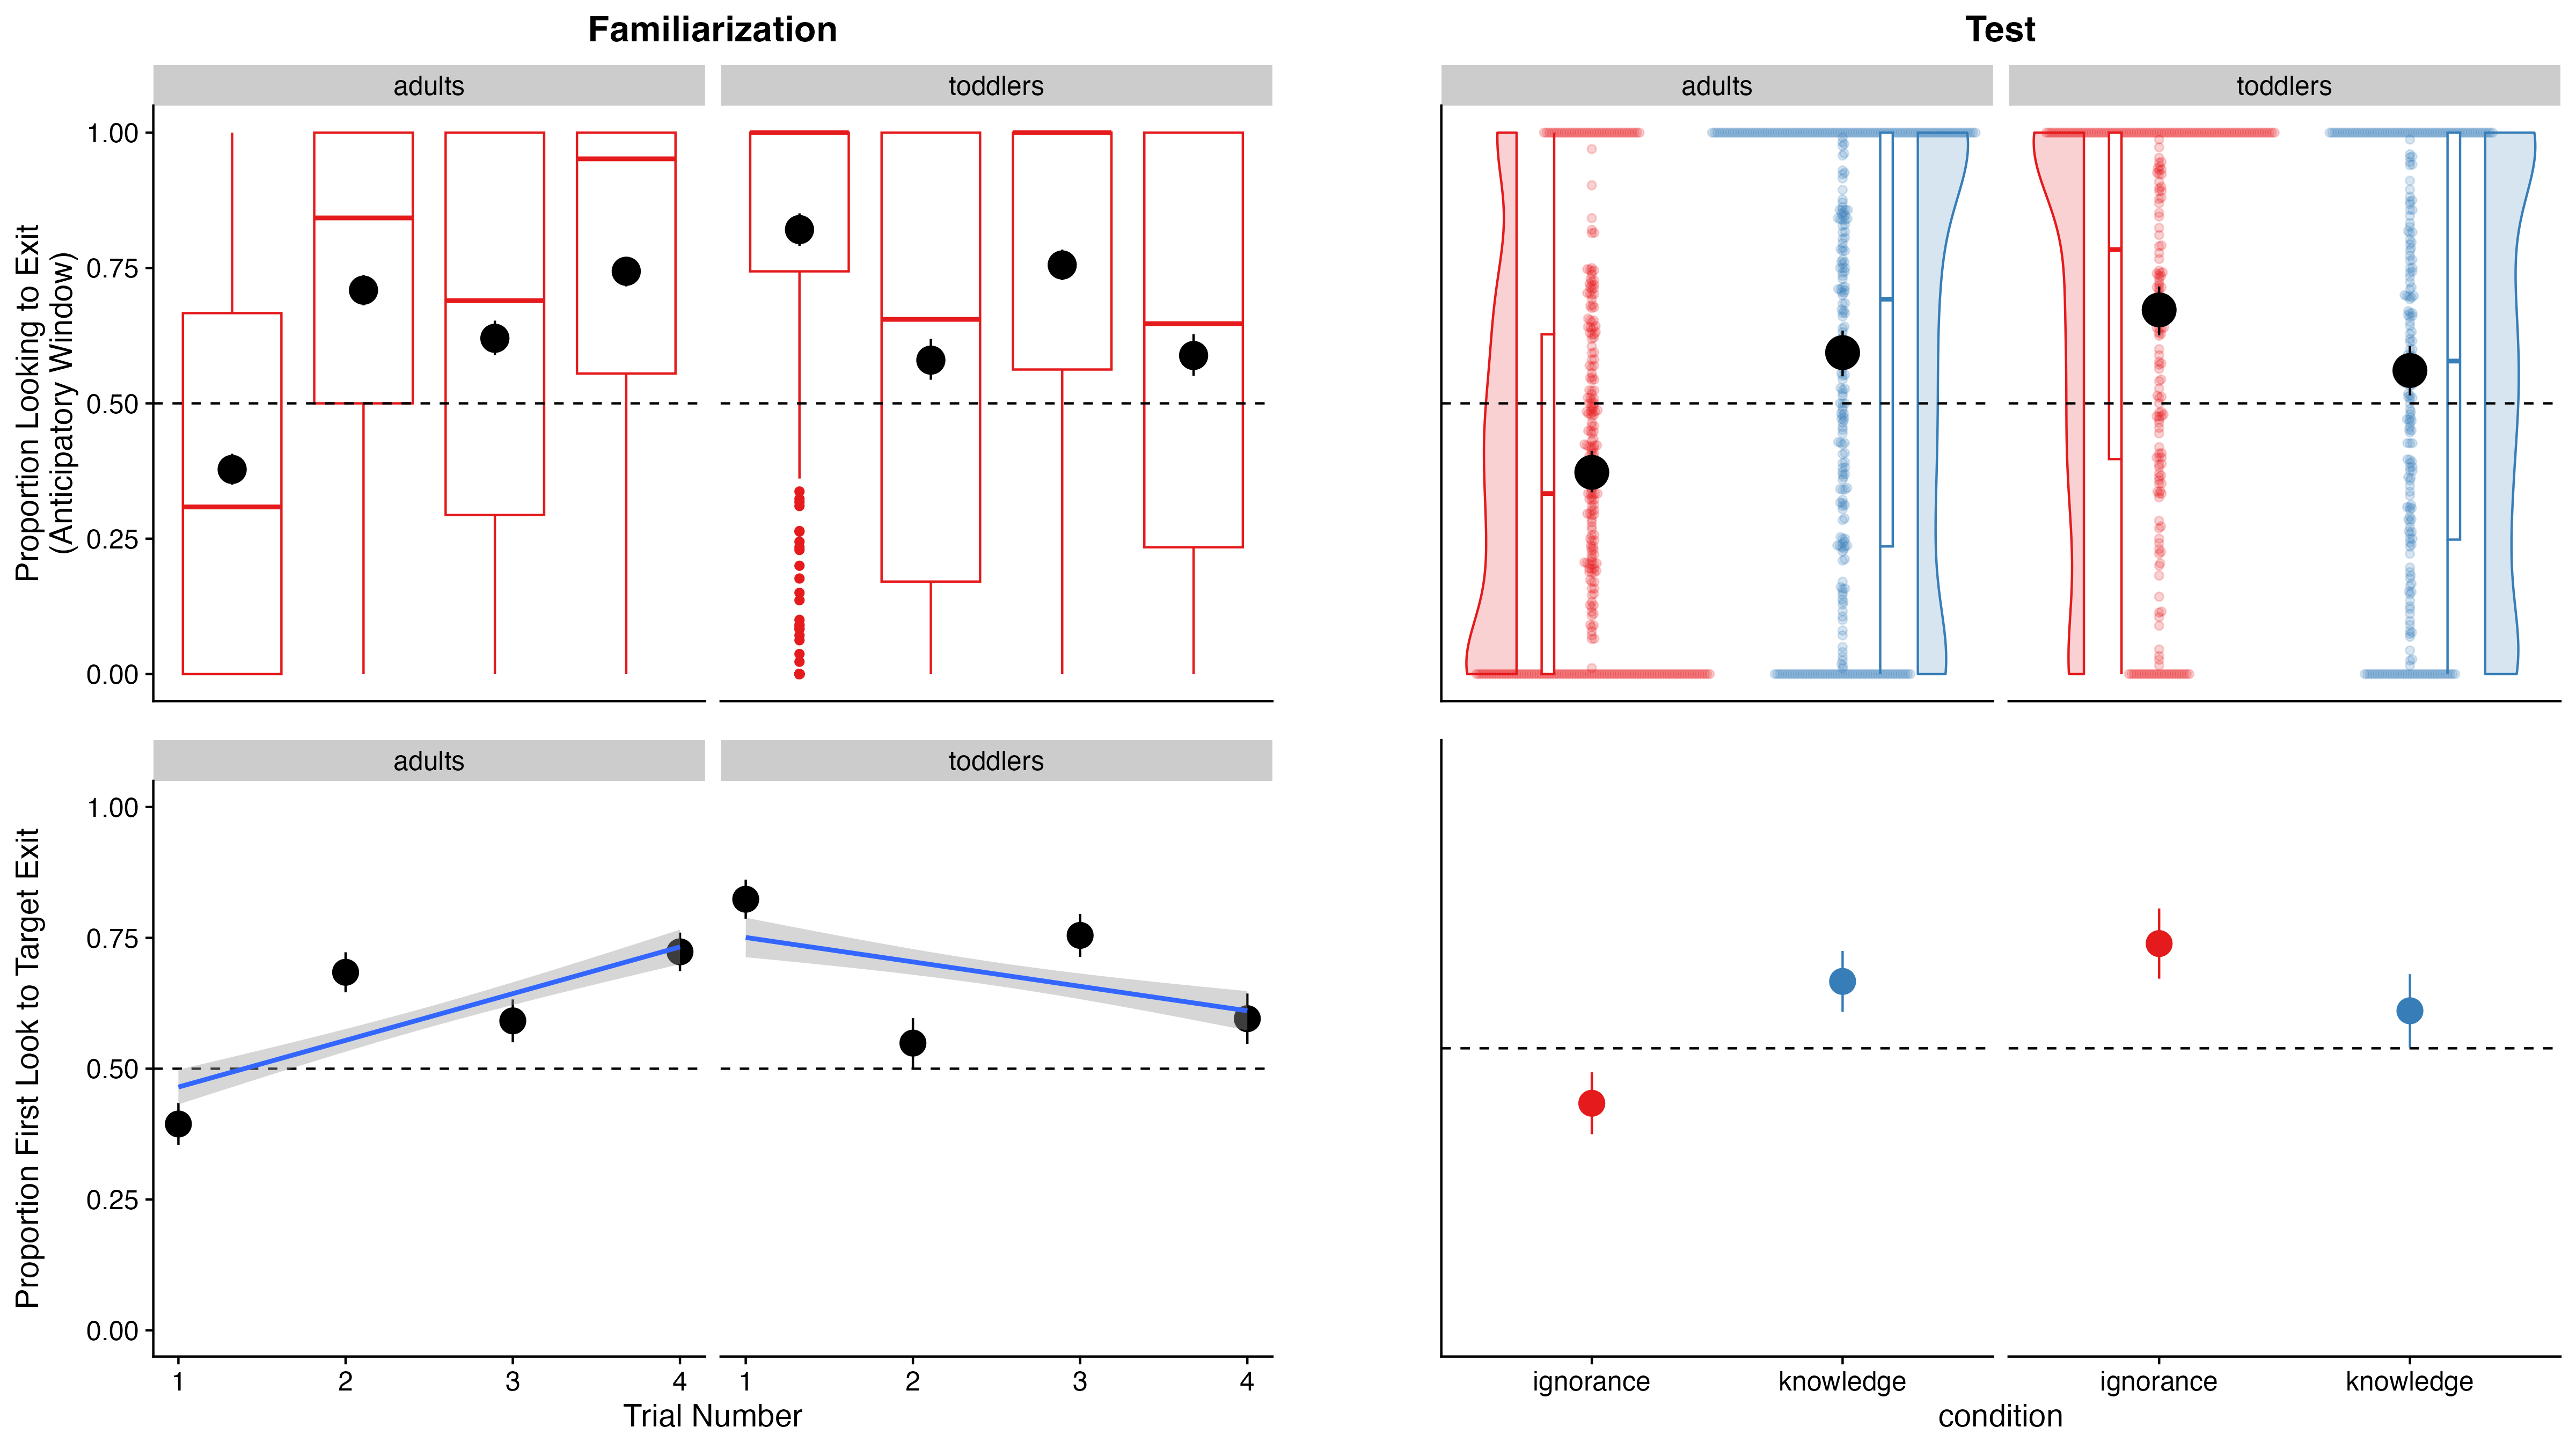 Familiarization
Test
adults
toddlers
adults
toddlers
Proportion Looking to Exit
(Anticipatory Window)
1.00
0.75
0.50
0.25
0.00
adults
toddlers
Proportion First Look to Target Exit
1.00
0.75
0.50
0.25
0.00
1
2
3
4
1
2
3
4
Trial Number
ignorance
knowledge
ignorance
knowledge
condition